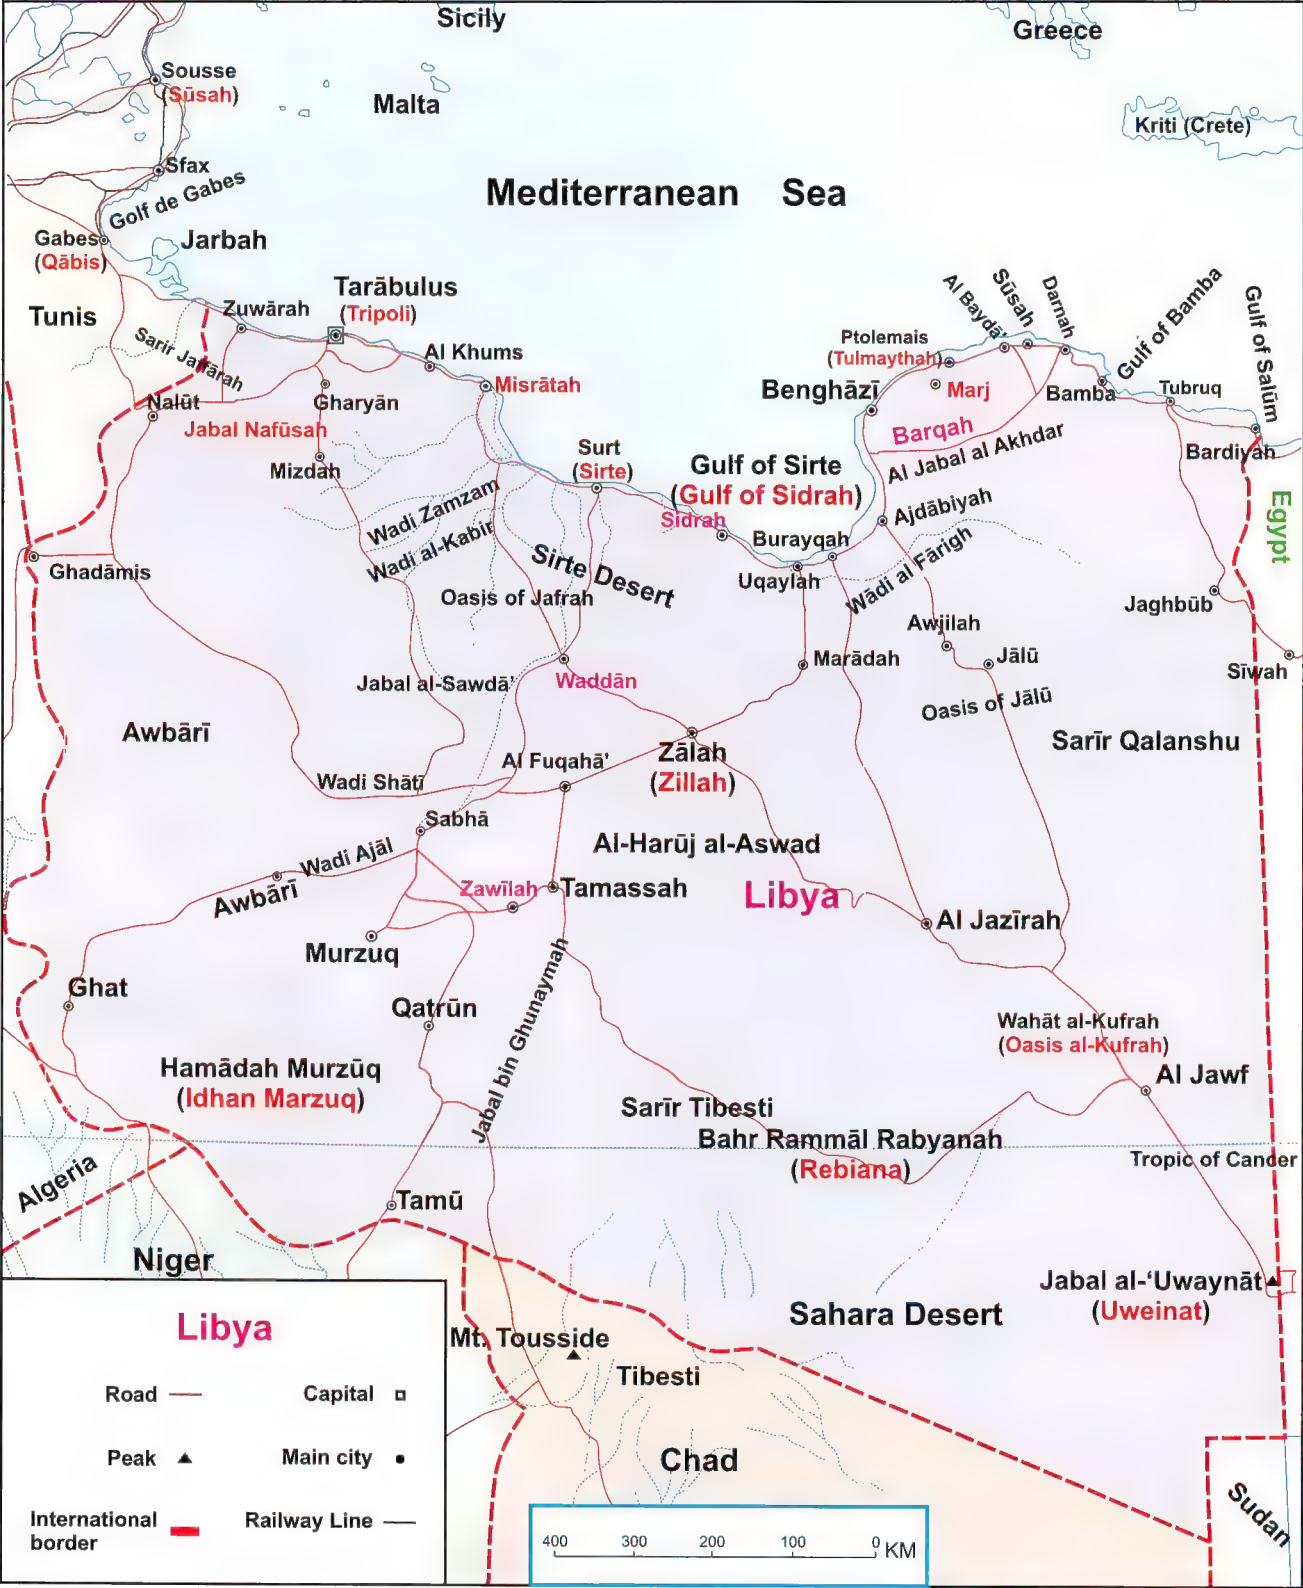 Sicily
Greece
Sousse
(Sūsah)
Malta
Kriti (Crete)
Sfax
Golf de Gabes
Mediterranean Sea
Gabes
(Qābis)
Jarbah
Tunis
Zuwārah
Tarābulus
(Tripoli)
Sarir Jaffārah
Al Khums
Misrātah
Nalūt
Gharyān
Jabal Nafūsah
Mizdah
Al Baydā'
Sūsah
Darnah
Gulf of Bamba
Gulf of Salūm
Ptolemais
(Tulmaythah)
Benghāzī
Marj
Bamba
Tubruq
Barqah
Al Jabal al Akhdar
Bardiyah
Egypt
Surt
(Sirte)
Gulf of Sirte
(Gulf of Sidrah)
Sidrah
Ajdābiyah
Burayqah
Uqaylah
Wādi al Fārigh
Wadi Zamzam
Wadi al-Kabir
Sirte Desert
Oasis of Jafrah
Ghadāmis
Jaghbūb
Awjilah
Jālū
Sīwah
Marādah
Oasis of Jālū
Jabal al-Sawdā'
Waddān
Awbārī
Sarīr Qalanshu
Zālah
(Zillah)
Al Fuqahā'
Wadi Shātī
Sabhā
Al-Harūj al-Aswad
Wadi Ajāl
Awbārī
Zawīlah
Tamassah
Libya
Al Jazīrah
Murzuq
Ghat
Qatrūn
Jabal bin Ghunaymah
Wahāt al-Kufrah
(Oasis al-Kufrah)
Al Jawf
Hamādah Murzūq
(Idhan Marzuq)
Sarīr Tibesti
Bahr Rammāl Rabyanah
(Rebiana)
Tropic of Cancer
Algeria
Tamū
Niger
Jabal al-‘Uwaynāt
(Uweinat)
Sahara Desert
Mt. Tousside
Tibesti
Chad
Sudan
Libya
Road
Capital
Peak
Main city
International
border
Railway Line
400 300 200 100 0 KM